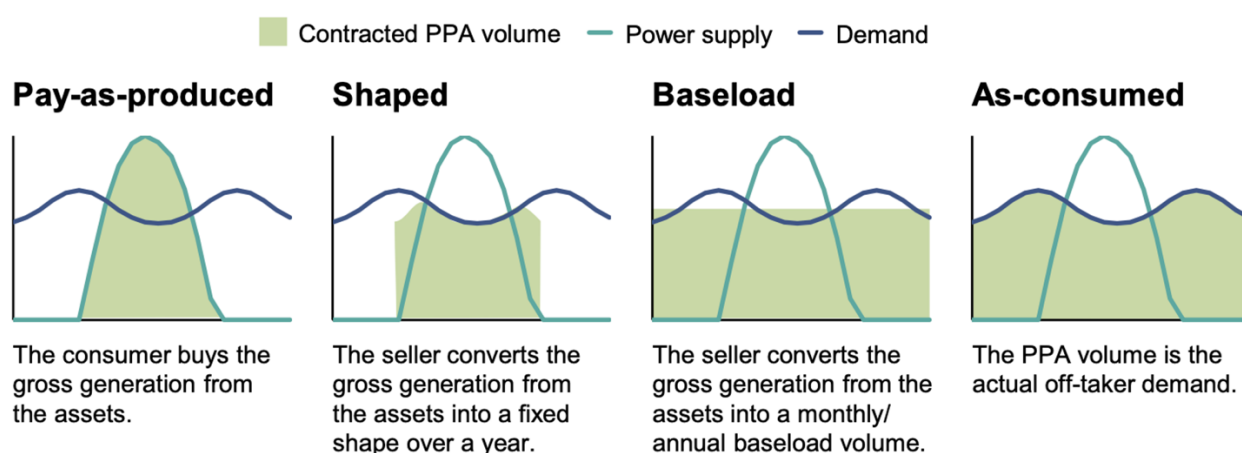 Contracted PPA volume Power supply Demand
Pay-as-produced
The consumer buys the
gross generation from
the assets.
Shaped
The seller converts the
gross generation from
the assets into a fixed
shape over a year.
Baseload
The seller converts the
gross generation from the
assets into a monthly/
annual baseload volume.
As-consumed
The PPA volume is the
actual off-taker demand.